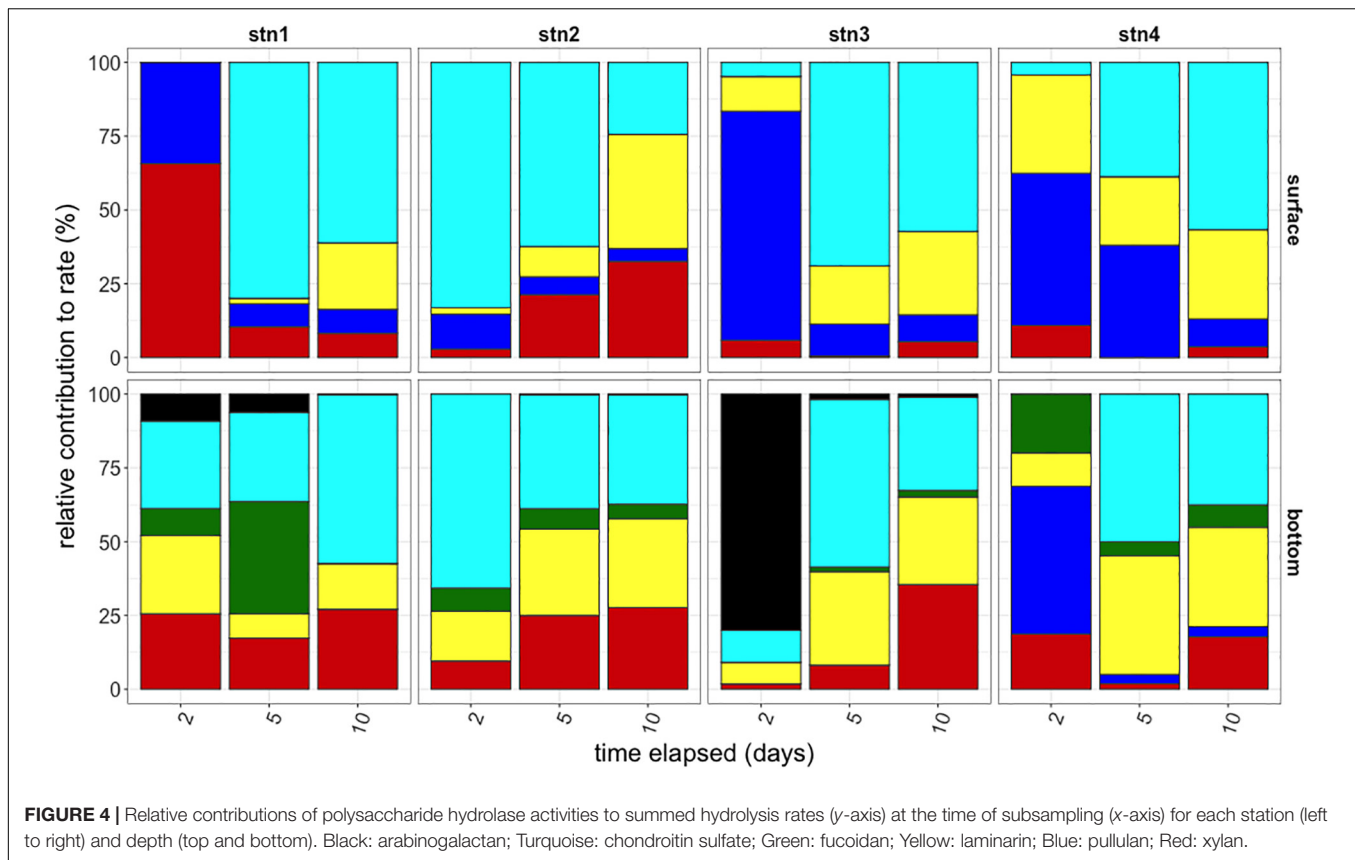 stn1 stn2 stn3 stn4
relative contribution to rate (%)
100
75
50
25
0
surface
100
75
50
25
0
bottom
2 5 10 2 5 10 2 5 10 2 5 10
time elapsed (days)
FIGURE 4 | Relative contributions of polysaccharide hydrolase activities to summed hydrolysis rates (y-axis) at the time of subsampling (x-axis) for each station (left
to right) and depth (top and bottom). Black: arabinogalactan; Turquoise: chondroitin sulfate; Green: fucoidan; Yellow: laminarin; Blue: pullulan; Red: xylan.